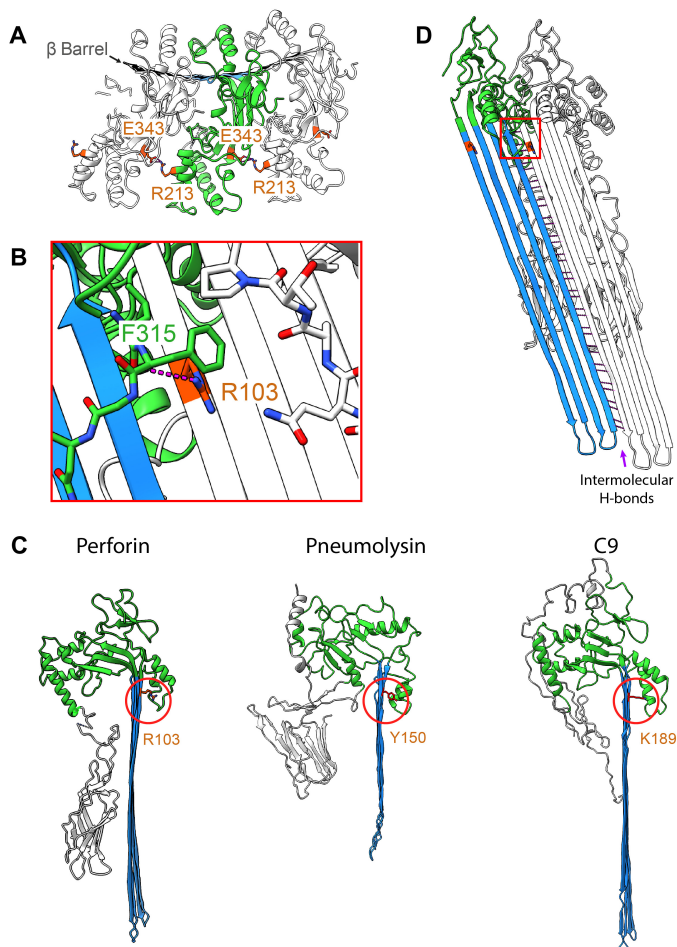 A
β Barrel
E343
E343
R213
R213
B
F315
R103
D
Intermolecular
H-bonds
C
Perforin
Pneumolysin
C9
R103
Y150
K189